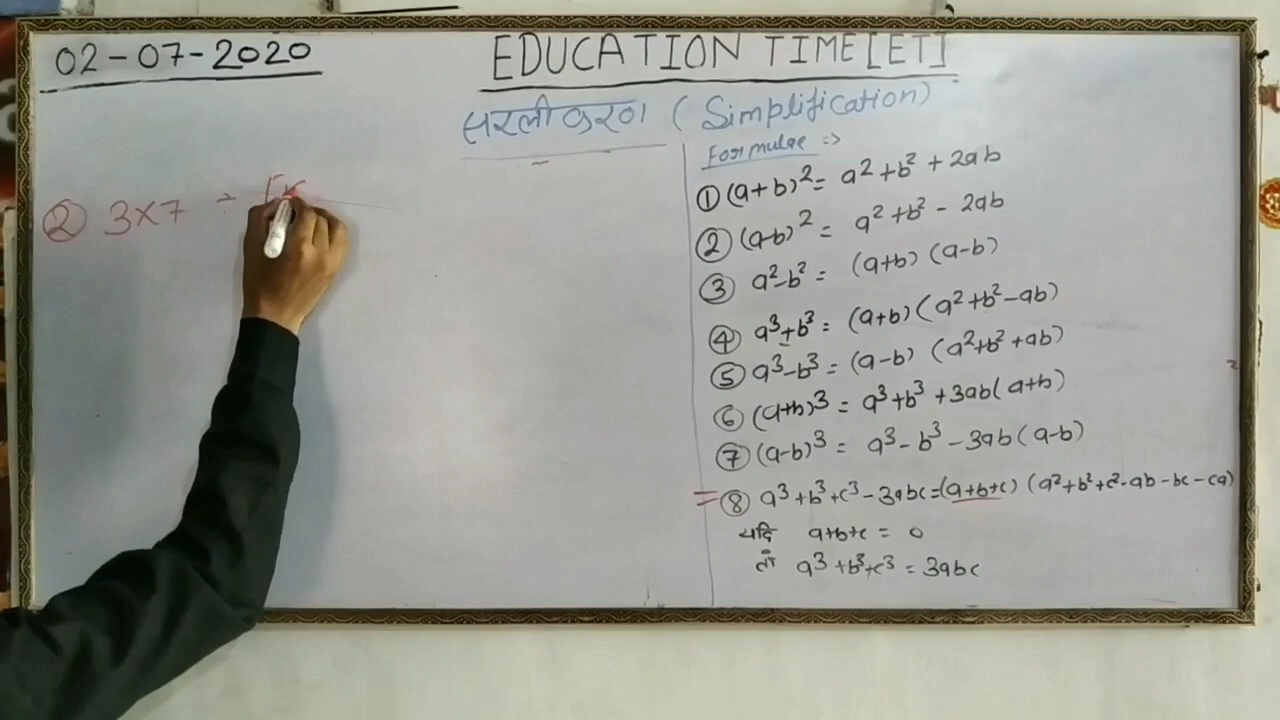 02-07-2020
EDUCATION TIME[ET]
सरलीकरण (Simplification)
Formulae =>
② 3×7 ÷
① (a+b)² = a²+b²+2ab
② (a-b)² = a²+b²-2ab
③ a²-b² = (a+b) (a-b)
④ a³+b³ = (a+b) (a²+b²-ab)
⑤ a³-b³ = (a-b) (a²+b²+ab)
⑥ (a+b)³ = a³+b³+3ab(a+b)
⑦ (a-b)³ = a³-b³-3ab(a-b)
= ⑧ a³+b³+c³-3abc=(a+b+c) (a²+b²+c²-ab-bc-ca)
यदि a+b+c = 0
तो a³+b³+c³ = 3abc